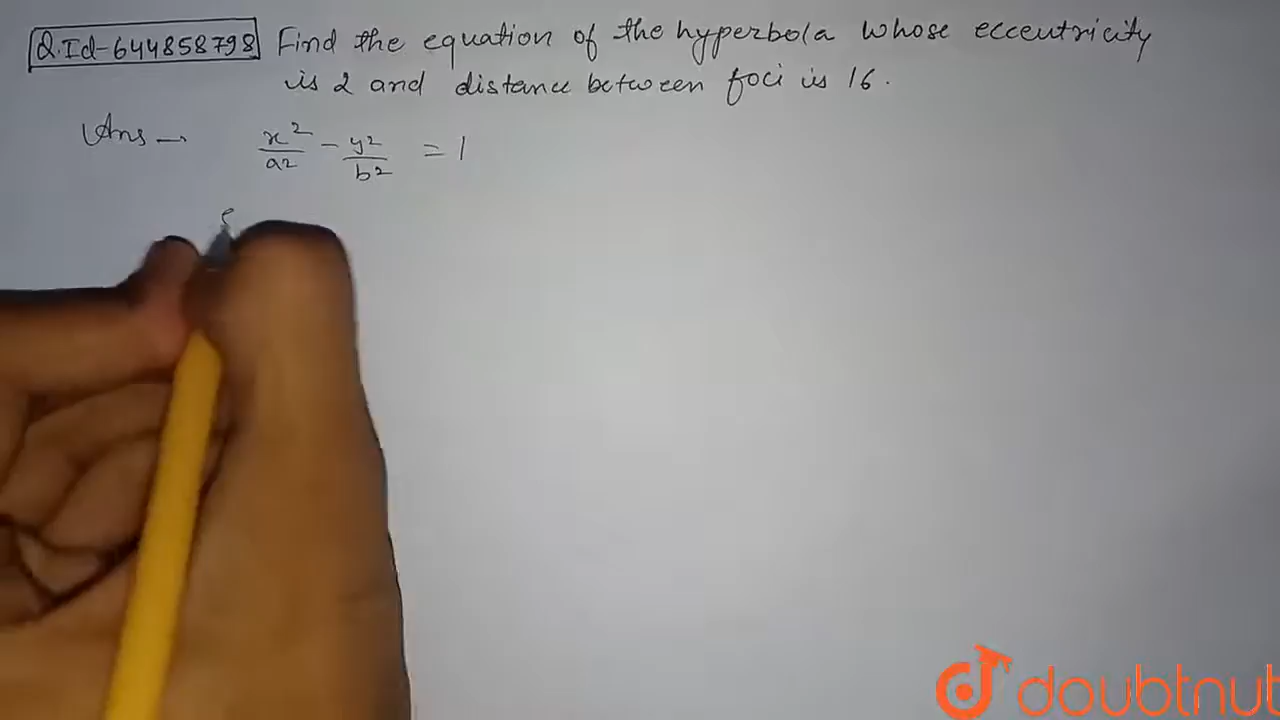 Q.Id-644858798 Find the equation of the hyperbola whose eccentricity
is 2 and distance between foci is 16.
Ans → x²/a² - y²/b² = 1
e
doubtnut